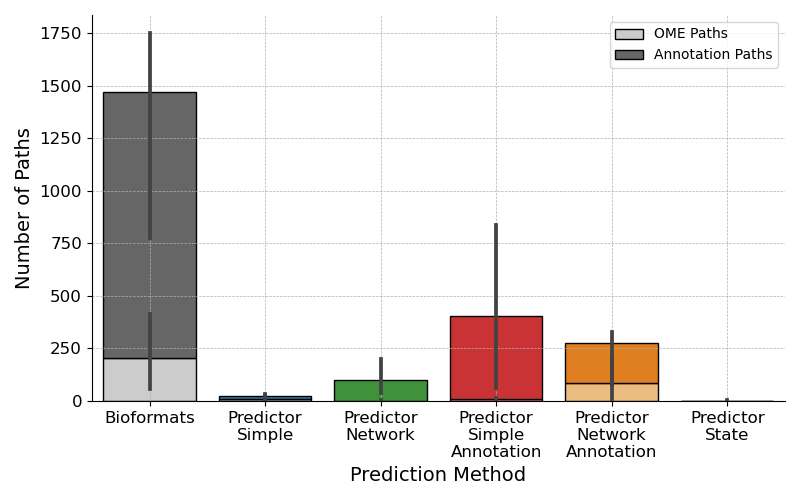 1750
1500
1250
1000
750
500
250
0
Number of Paths
OME Paths
Annotation Paths
Bioformats
Predictor
Simple
Predictor
Network
Predictor
Simple
Annotation
Predictor
Network
Annotation
Predictor
State
Prediction Method